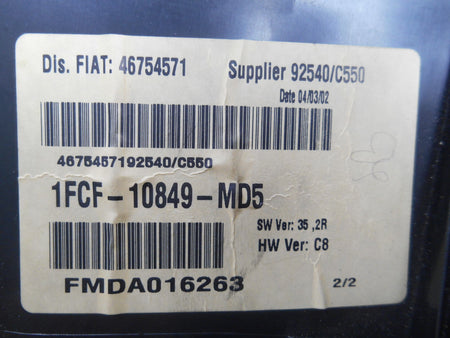 Dis. FIAT: 46754571 Supplier 92540/C550
Date 04/03/02
4675457192540/C550
1FCF-10849-MD5
SW Ver: 35 ,2R
HW Ver: C8
FMDA016263 2/2